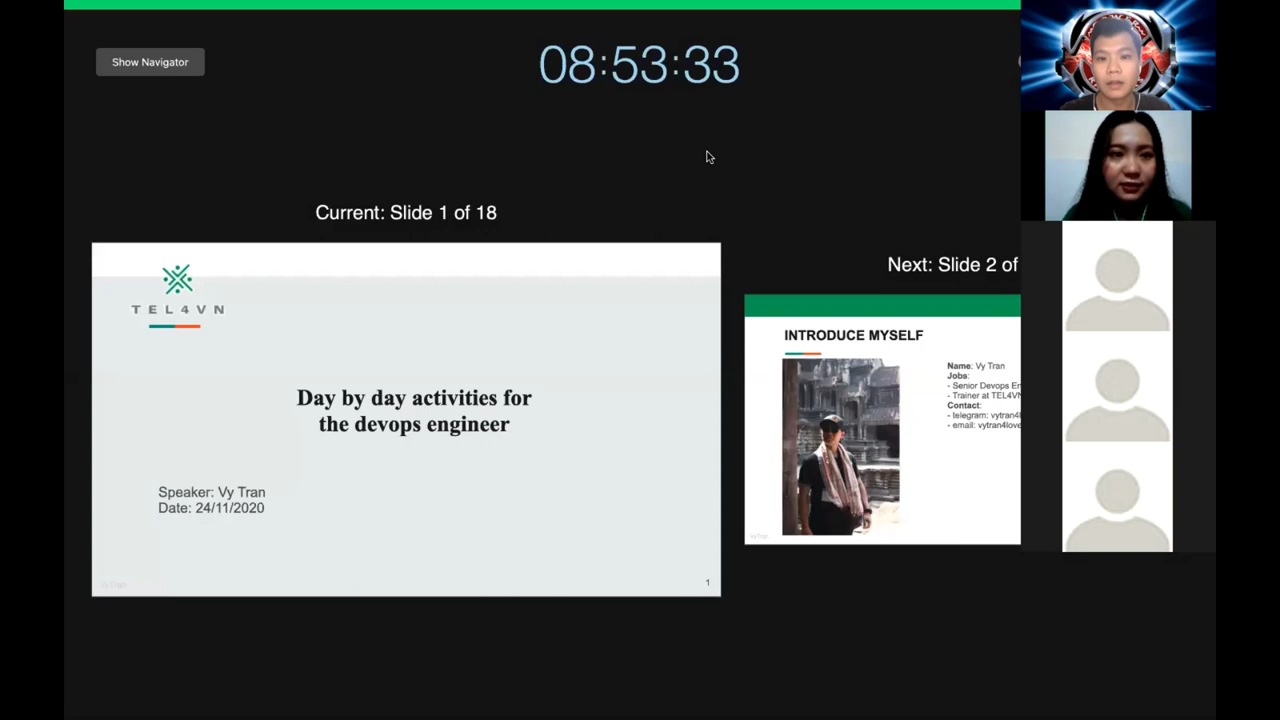 Show Navigator
08:53:33
Current: Slide 1 of 18
TEL4VN
Day by day activities for
the devops engineer
Speaker: Vy Tran
Date: 24/11/2020
1
Next: Slide 2 of
INTRODUCE MYSELF
Name: Vy Tran
Jobs:
- Senior Devops En
- Trainer at TEL4VN
Contact:
- telegram: vytran4l
- email: vytran4love